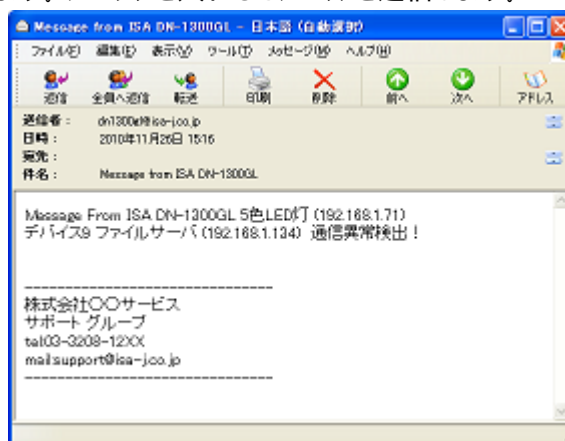 Message from ISA DN-1300GL - 日本語 (自動選択)
ファイル(F) 編集(E) 表示(V) ツール(T) メッセージ(M) ヘルプ(H)
返信 全員へ返信 転送 印刷 削除 前へ 次へ アドレス
送信者:
日時: 2010年11月26日 15:16
宛先:
件名: Message from ISA DN-1300GL
Message From ISA DN-1300GL 5色LED灯 (192.168.1.71)
デバイス9 ファイルサーバ (192.168.1.134) 通信異常検出!
--------------------------------
株式会社〇〇サービス
サポート グループ
tel03-3208-12XX
mail:support@isa-j.co.jp
--------------------------------